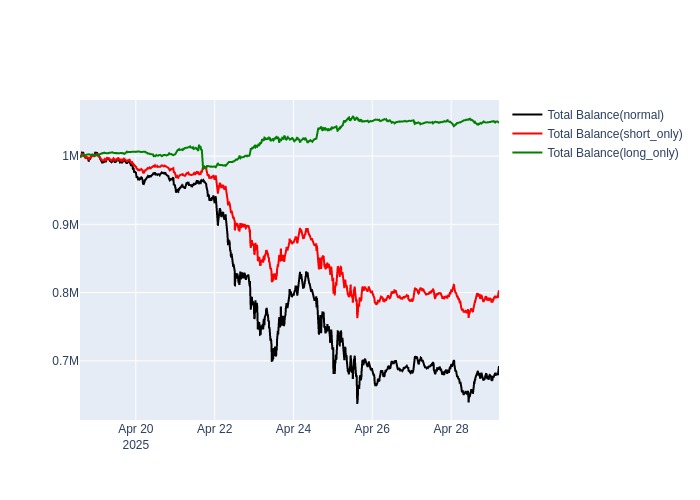 Total Balance(normal)
Total Balance(short_only)
Total Balance(long_only)
1M
0.9M
0.8M
0.7M
Apr 20
2025
Apr 22
Apr 24
Apr 26
Apr 28